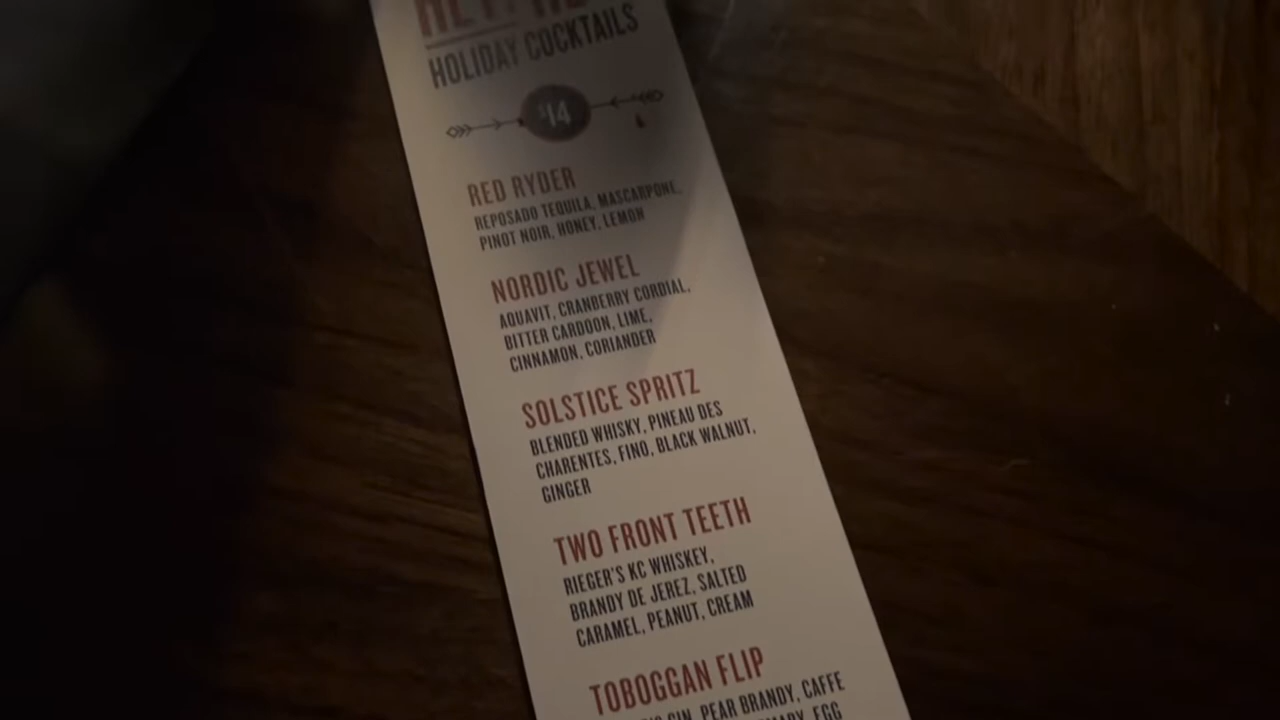 HOLIDAY COCKTAILS
$14
RED RYDER
REPOSADO TEQUILA, MASCARPONE,
PINOT NOIR, HONEY, LEMON
NORDIC JEWEL
AQUAVIT, CRANBERRY CORDIAL,
BITTER CARDOON, LIME,
CINNAMON, CORIANDER
SOLSTICE SPRITZ
BLENDED WHISKY, PINEAU DES
CHARENTES, FINO, BLACK WALNUT,
GINGER
TWO FRONT TEETH
RIEGER'S KC WHISKEY,
BRANDY DE JEREZ, SALTED
CARAMEL, PEANUT, CREAM
TOBOGGAN FLIP
GIN, PEAR BRANDY, CAFFE
EGG